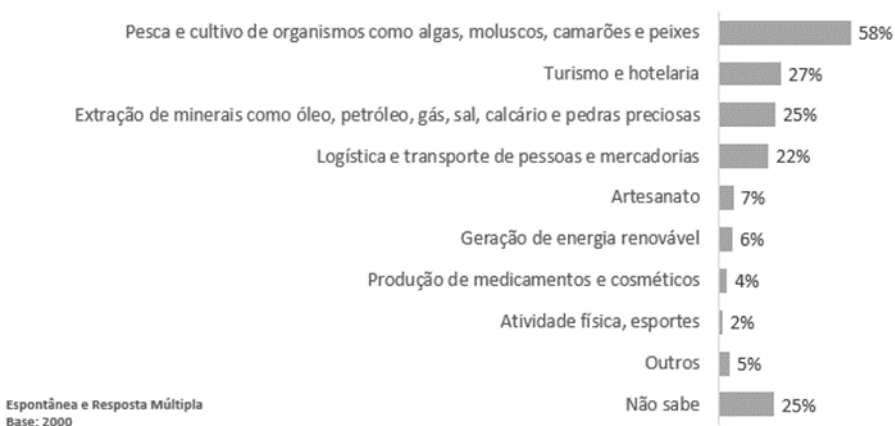 Pesca e cultivo de organismos como algas, moluscos, camarões e peixes 58%
Turismo e hotelaria 27%
Extração de minerais como óleo, petróleo, gás, sal, calcário e pedras preciosas 25%
Logística e transporte de pessoas e mercadorias 22%
Artesanato 7%
Geração de energia renovável 6%
Produção de medicamentos e cosméticos 4%
Atividade física, esportes 2%
Outros 5%
Não sabe 25%
Espontânea e Resposta Múltipla
Base: 2000